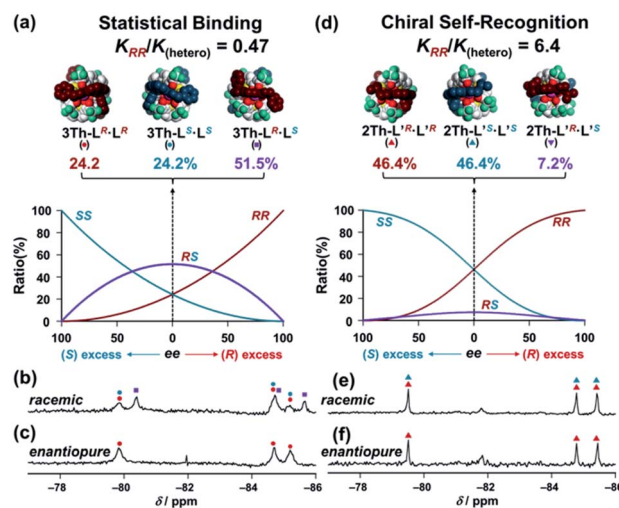 (a) Statistical Binding
K_RR/K_(hetero) = 0.47
3Th-L^R·L^R 3Th-L^S·L^S 3Th-L^R·L^S
(●) (●) (■)
24.2 24.2% 51.5%
Ratio(%)
100
80
60
40
20
0
SS RR
RS
100 50 0 50 100
(S) excess ee (R) excess
(b)
racemic
(c)
enantiopure
−78 −80 −82 −84 −86
δ / ppm
(d) Chiral Self-Recognition
K_RR/K_(hetero) = 6.4
2Th-L'^R·L'^R 2Th-L'^S·L'^S 2Th-L'^R·L'^S
(▲) (▲) (▼)
46.4% 46.4% 7.2%
Ratio(%)
100
80
60
40
20
0
SS RR
RS
100 50 0 50 100
(S) excess ee (R) excess
(e)
racemic
(f)
enantiopure
−78 −80 −82 −84 −86
δ / ppm